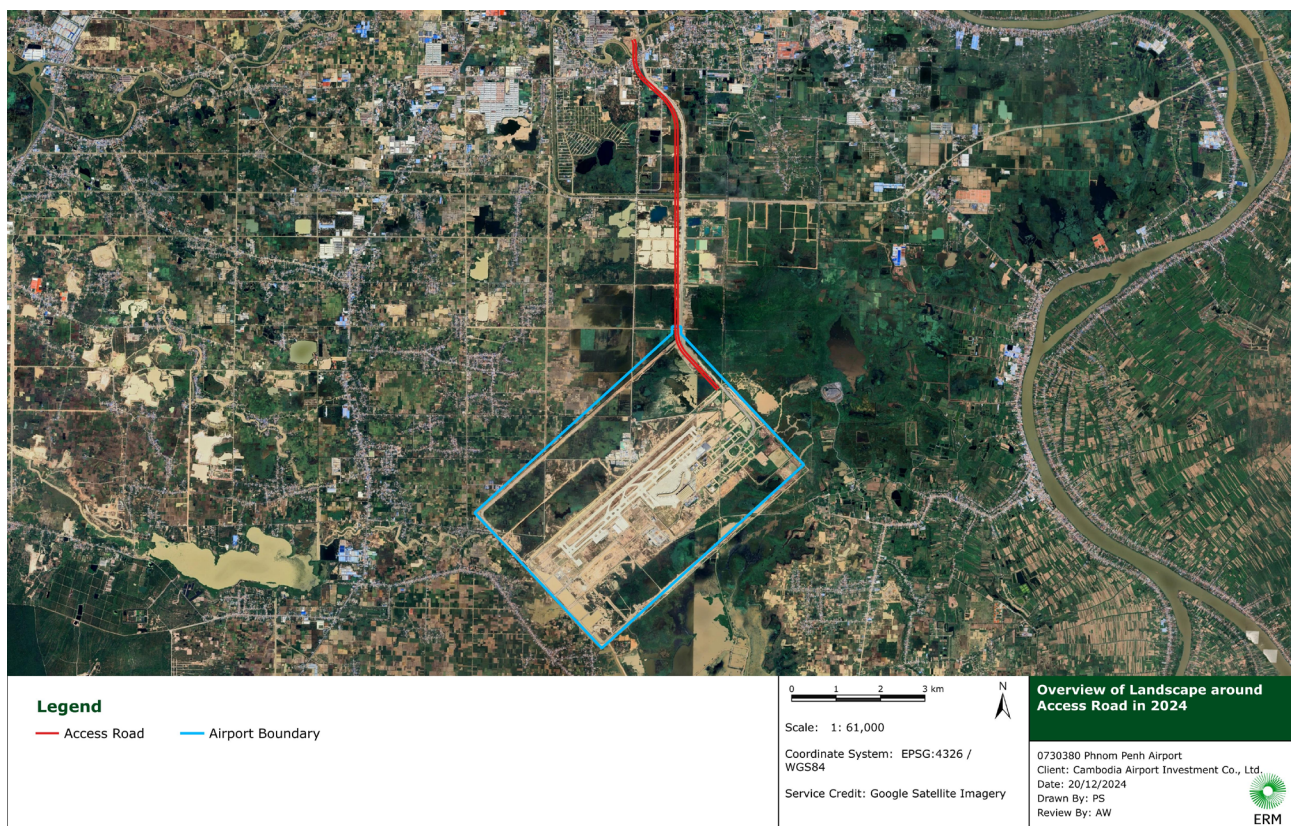 Legend
Access Road
Airport Boundary
0 1 2 3 km
N
Scale: 1: 61,000
Coordinate System: EPSG:4326 /
WGS84
Service Credit: Google Satellite Imagery
Overview of Landscape around
Access Road in 2024
0730380 Phnom Penh Airport
Client: Cambodia Airport Investment Co., Ltd.
Date: 20/12/2024
Drawn By: PS
Review By: AW
ERM